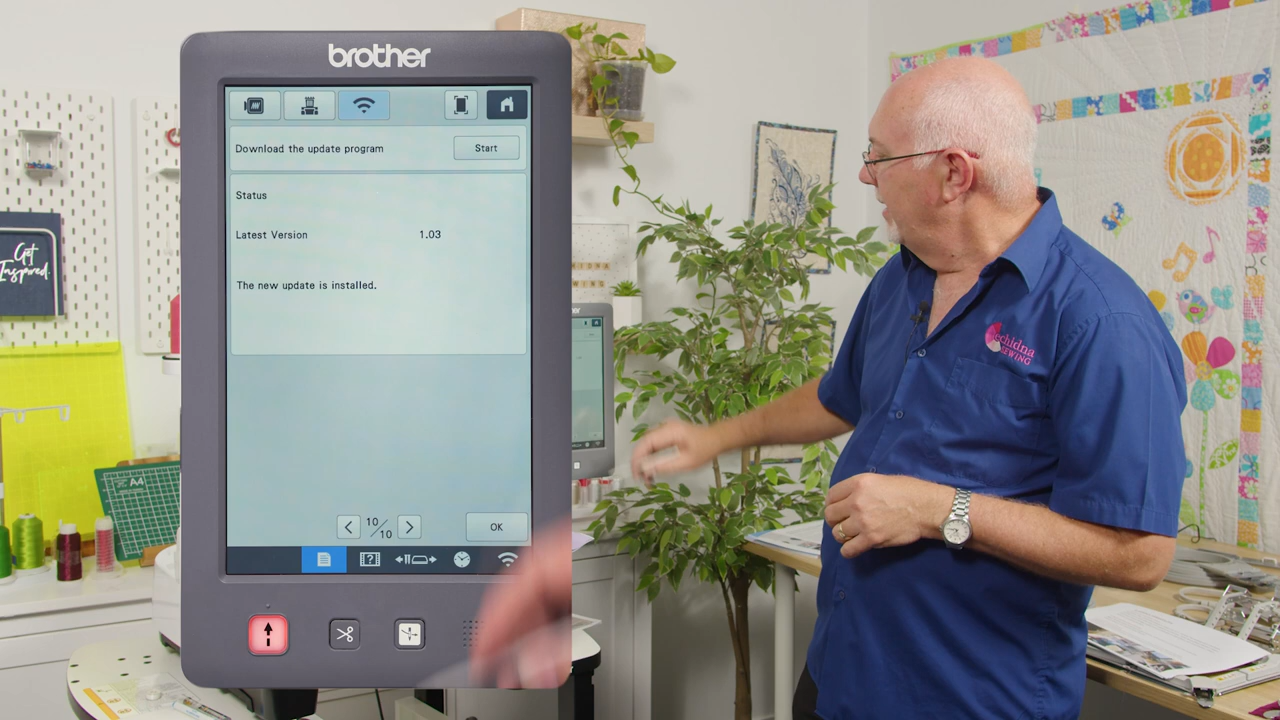 brother
Download the update program
Start
Status
Latest Version 1.03
The new update is installed.
10/10
OK
Get
Inspired.
A4
echidna
SEWING